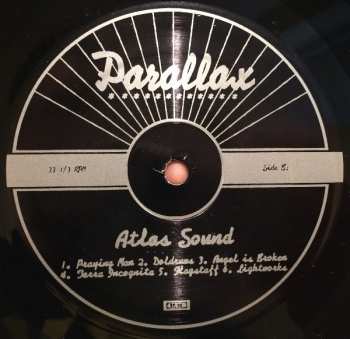 Parallax
33 1/3 RPM
Side B:
Atlas Sound
1. Praying Man 2. Doldrums 3. Angel is Broken
4. Terra Incognita 5. Flagstaff 6. Lightworks
4AD